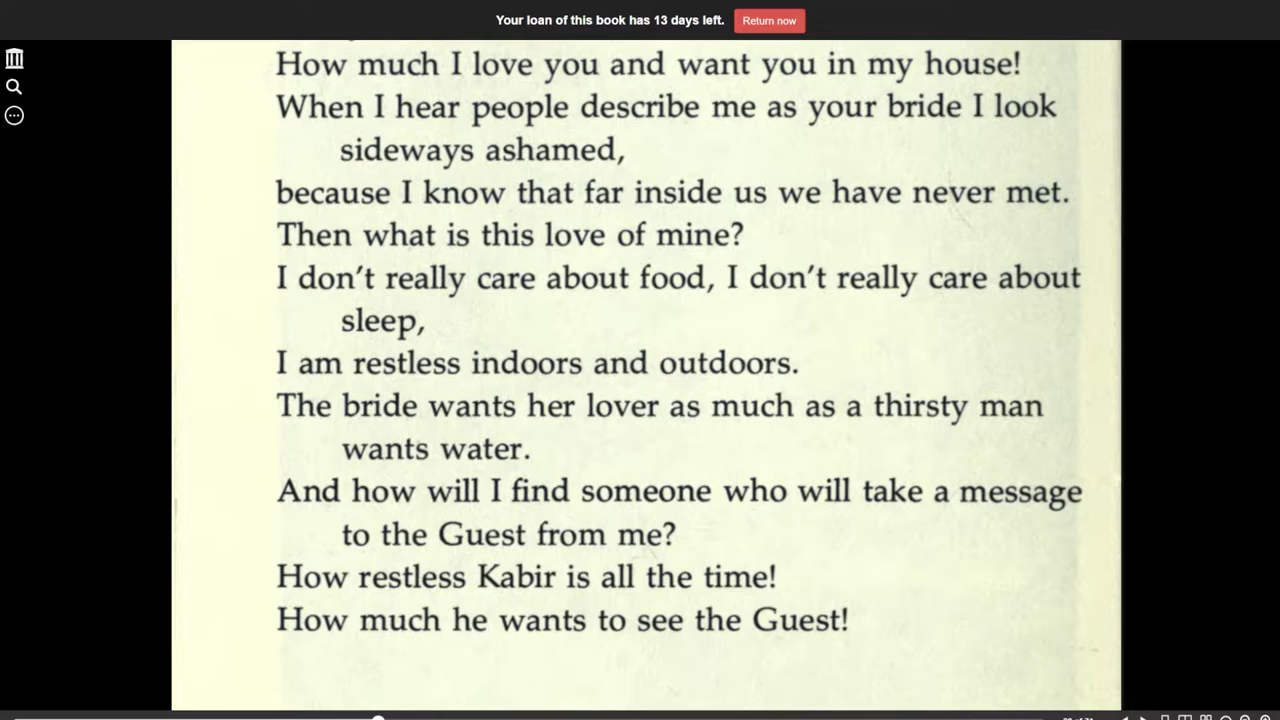 Your loan of this book has 13 days left. Return now
How much I love you and want you in my house!
When I hear people describe me as your bride I look
sideways ashamed,
because I know that far inside us we have never met.
Then what is this love of mine?
I don't really care about food, I don't really care about
sleep,
I am restless indoors and outdoors.
The bride wants her lover as much as a thirsty man
wants water.
And how will I find someone who will take a message
to the Guest from me?
How restless Kabir is all the time!
How much he wants to see the Guest!